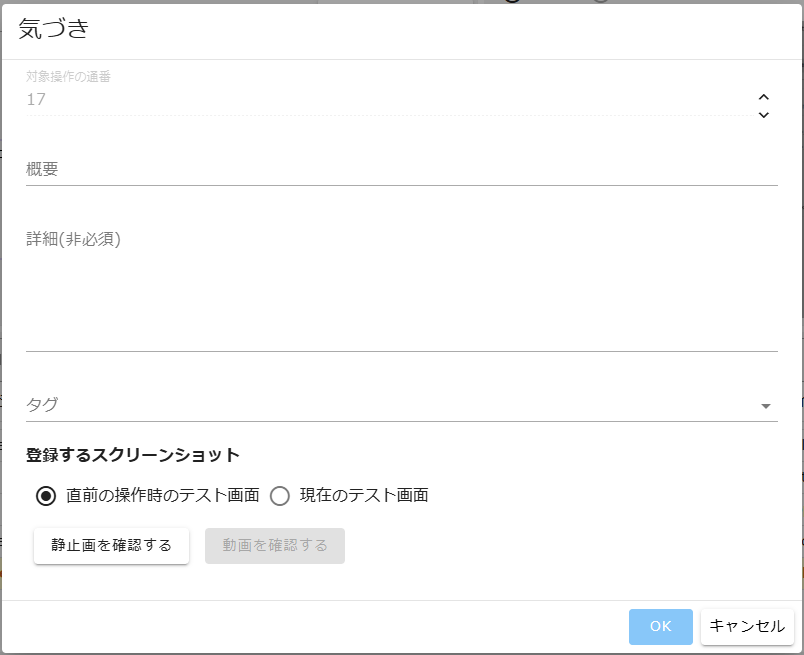 気づき
対象操作の通番
17
概要
詳細(非必須)
タグ
登録するスクリーンショット
直前の操作時のテスト画面 現在のテスト画面
静止画を確認する 動画を確認する
OK キャンセル